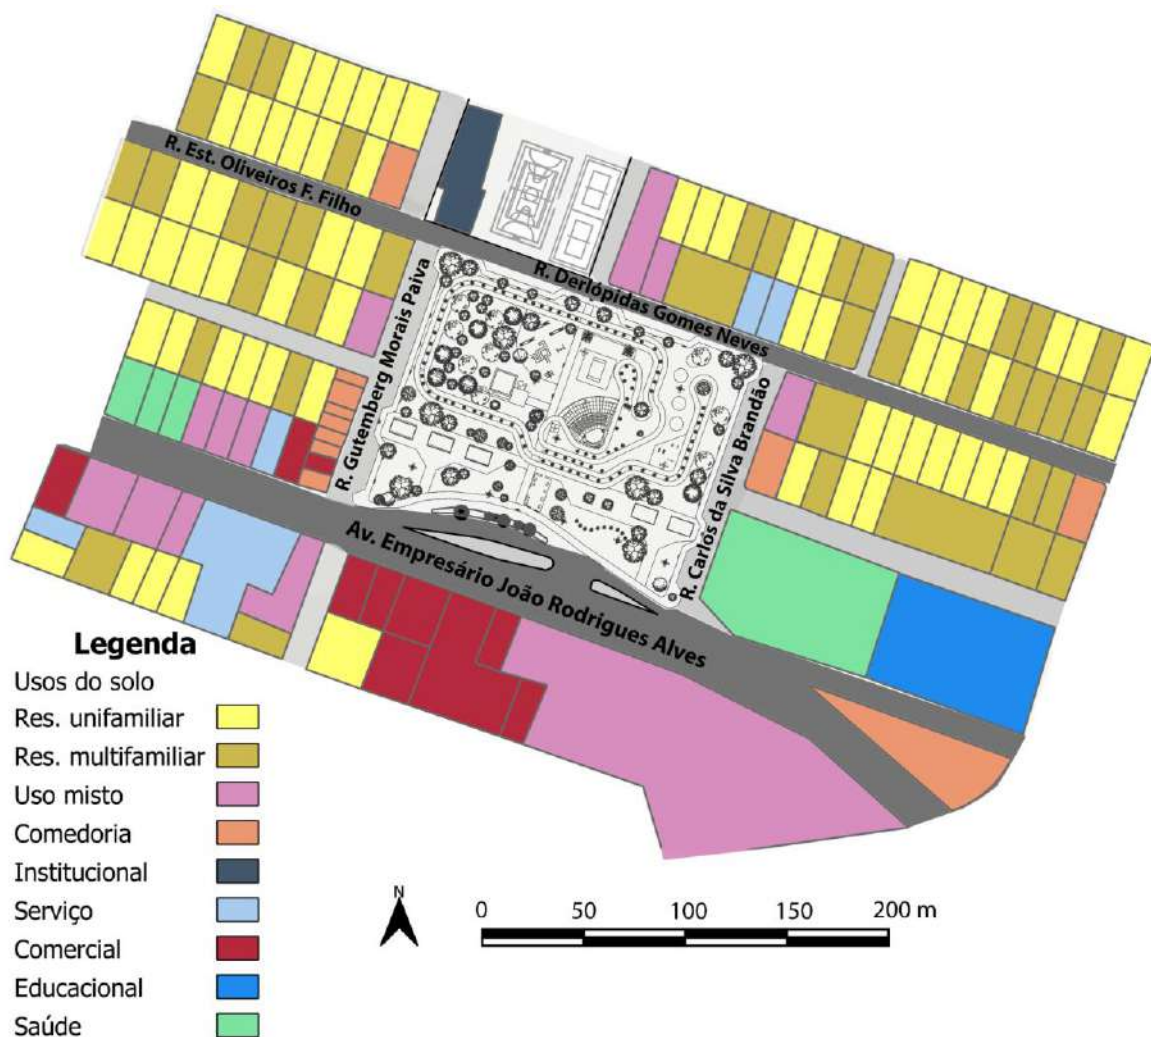 R. Est. Oliveiros F. Filho
R. Derlópidas Gomes Neves
R. Gutemberg Morais Paiva
R. Carlos da Silva Brandão
Av. Empresário João Rodrigues Alves
Legenda
Usos do solo
Res. unifamiliar
Res. multifamiliar
Uso misto
Comedoria
Institucional
Serviço
Comercial
Educacional
Saúde
N
0 50 100 150 200 m